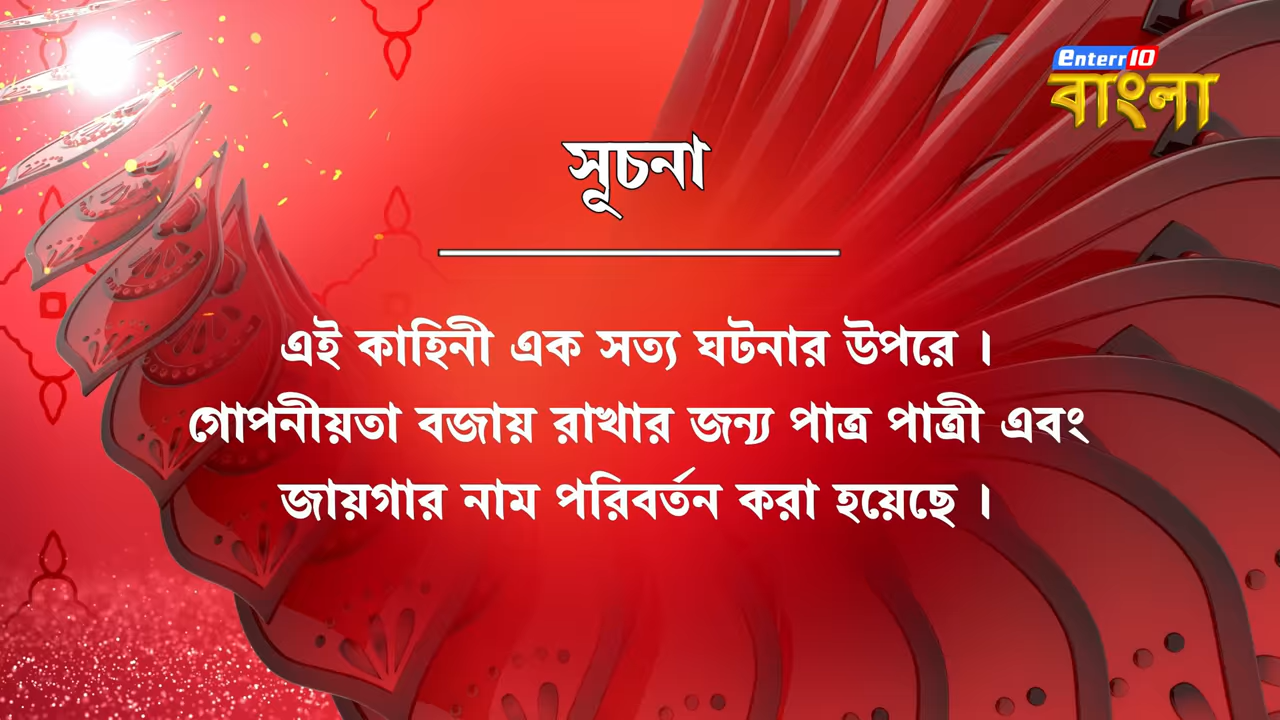 enterr10
বাংলা
সূচনা
এই কাহিনী এক সত্য ঘটনার উপরে ।
গোপনীয়তা বজায় রাখার জন্য পাত্র পাত্রী এবং
জায়গার নাম পরিবর্তন করা হয়েছে ।